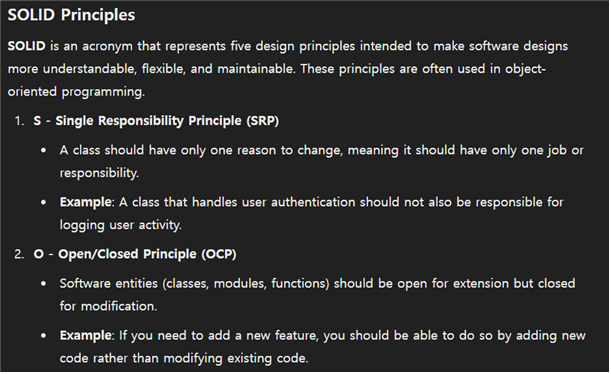 SOLID Principles
SOLID is an acronym that represents five design principles intended to make software designs
more understandable, flexible, and maintainable. These principles are often used in object-
oriented programming.
1. S - Single Responsibility Principle (SRP)
• A class should have only one reason to change, meaning it should have only one job or
responsibility.
• Example: A class that handles user authentication should not also be responsible for
logging user activity.
2. O - Open/Closed Principle (OCP)
• Software entities (classes, modules, functions) should be open for extension but closed
for modification.
• Example: If you need to add a new feature, you should be able to do so by adding new
code rather than modifying existing code.